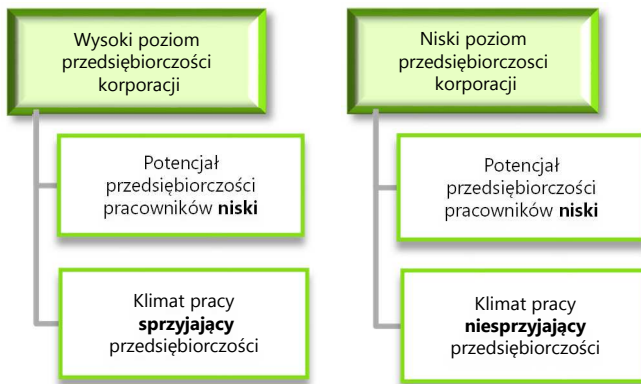 Wysoki poziom
przedsiębiorczości
korporacji
Potencjał
przedsiębiorczości
pracowników niski
Klimat pracy
sprzyjający
przedsiębiorczości
Niski poziom
przedsiębiorczosci
korporacji
Potencjał
przedsiębiorczości
pracowników niski
Klimat pracy
niesprzyjający
przedsiębiorczości